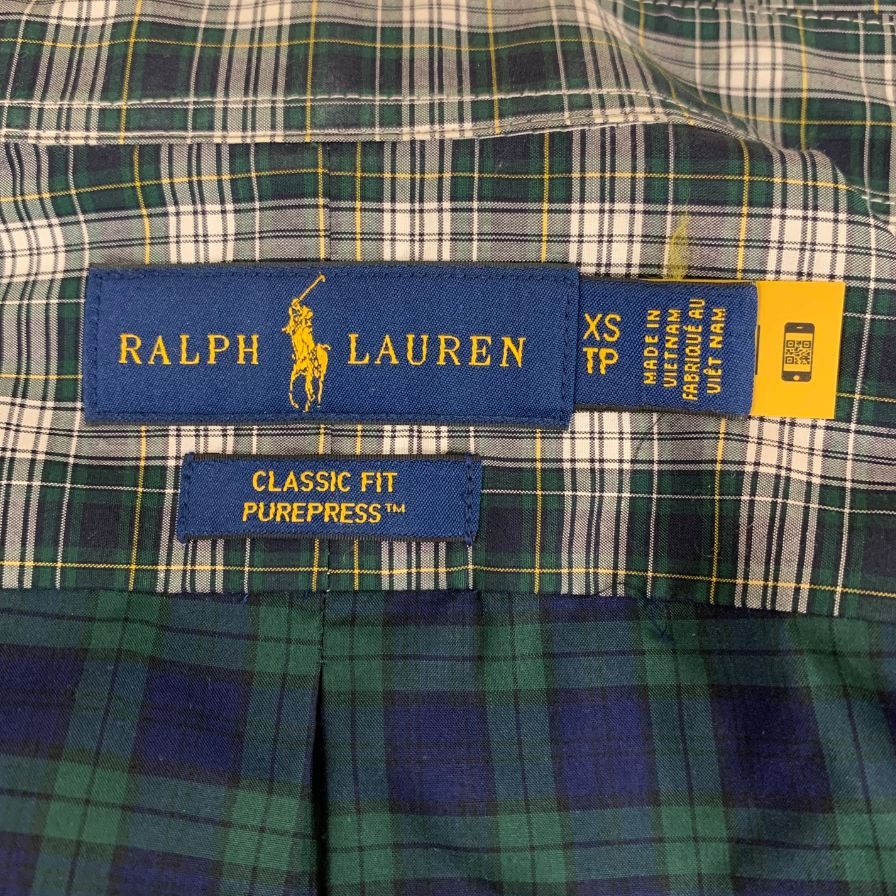 RALPH LAUREN
XS
TP
MADE IN
VIETNAM
FABRIQUÉ AU
VIÊT NAM
CLASSIC FIT
PUREPRESS™